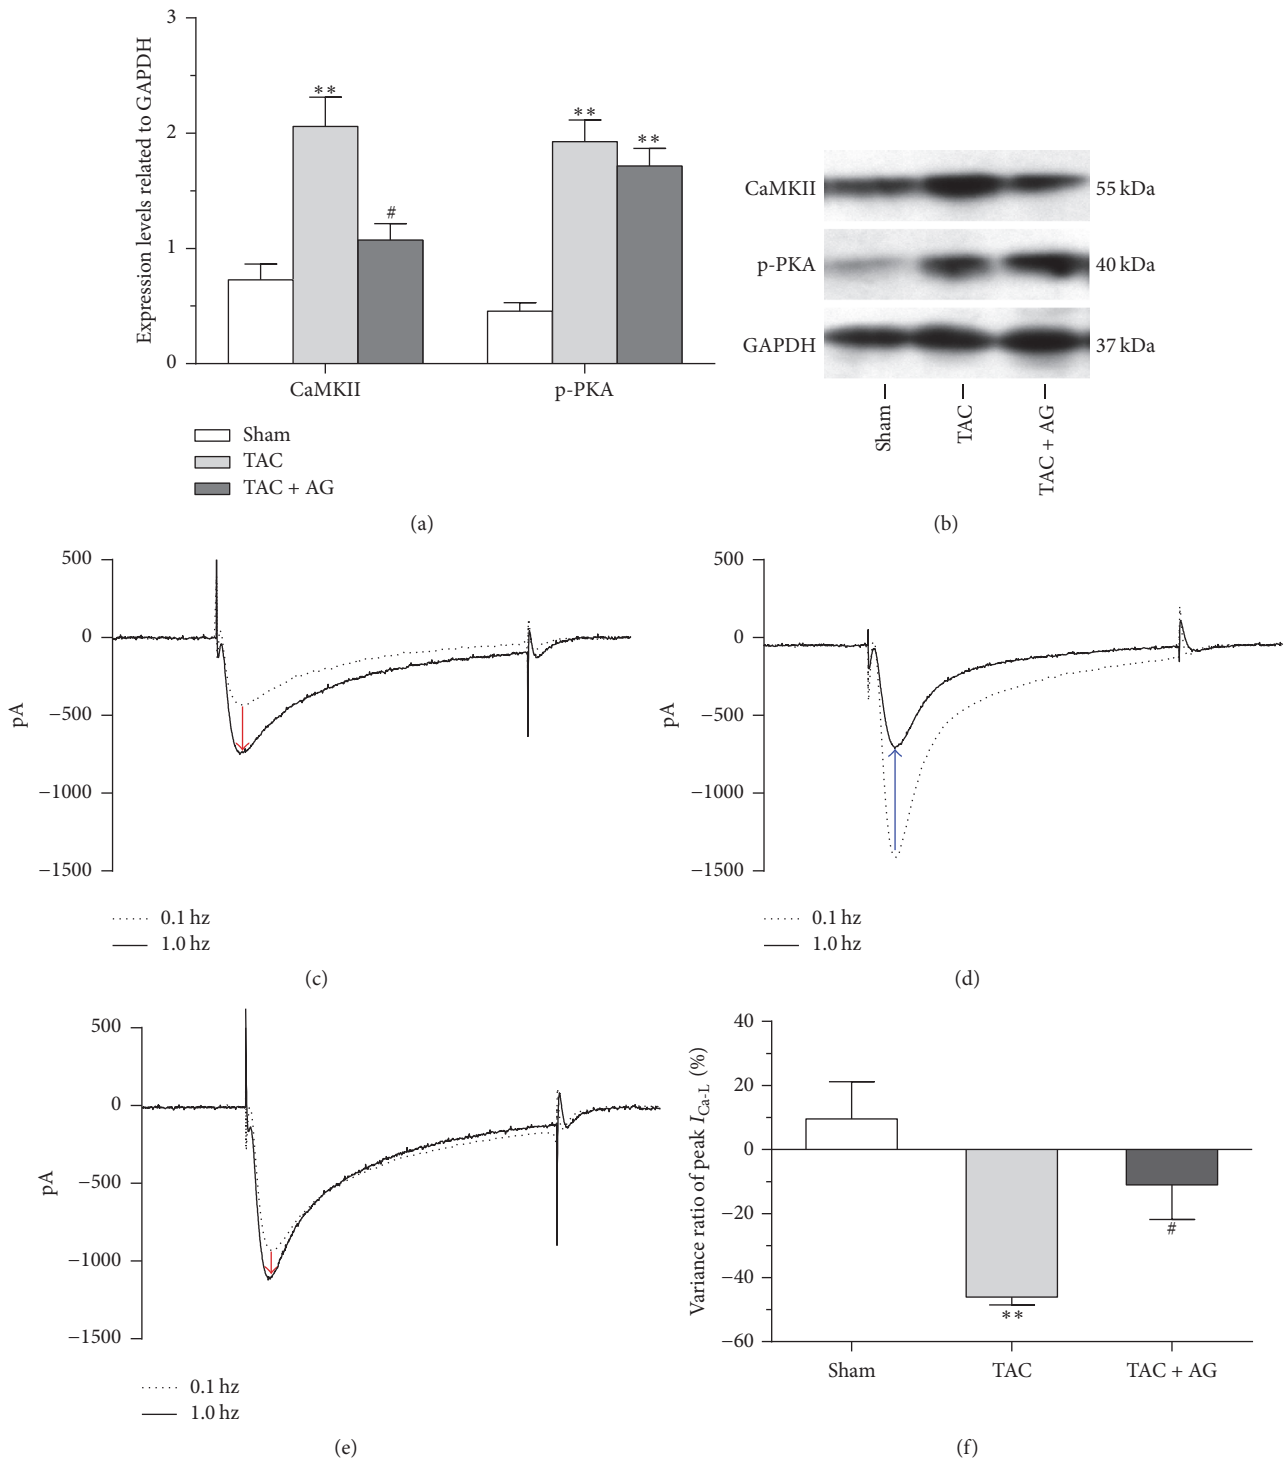 Expression levels related to GAPDH
3
2
1
0
**
#
**
**
CaMKII
p-PKA
Sham
TAC
TAC + AG
(a)
CaMKII
55 kDa
p-PKA
40 kDa
GAPDH
37 kDa
Sham
TAC
TAC + AG
(b)
pA
500
0
−500
−1000
−1500
0.1 hz
1.0 hz
(c)
pA
500
0
−500
−1000
−1500
0.1 hz
1.0 hz
(d)
pA
500
0
−500
−1000
−1500
0.1 hz
1.0 hz
(e)
Variance ratio of peak I_Ca-L (%)
40
20
0
−20
−40
−60
**
#
Sham
TAC
TAC + AG
(f)